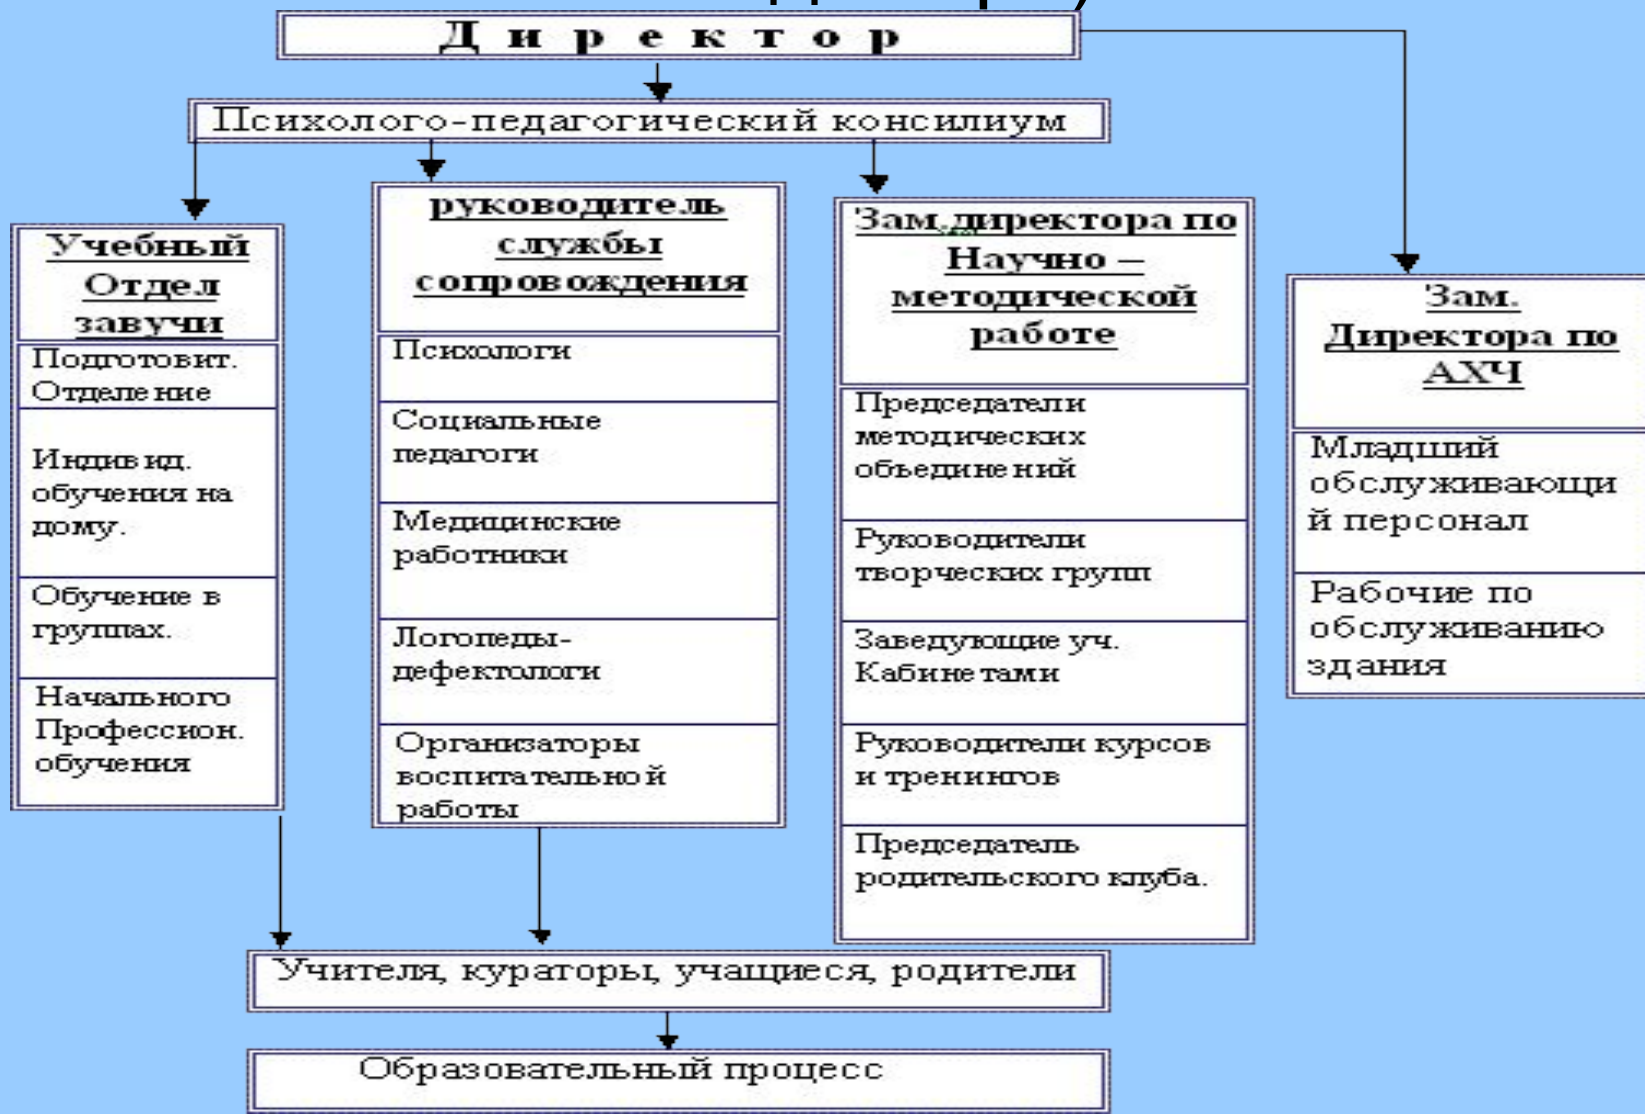 Д и р е к т о р
Психолого-педагогический консилиум
Учебный
Отдел
завучи
Подготовит.
Отделение
Индивид.
обучения на
дому.
Обучение в
группах.
Начального
Профессион.
обучения
руководитель
службы
сопровождения
Психологи
Социальные
педагоги
Медицинские
работники
Логопеды-
дефектологи
Организаторы
воспитательной
работы
Зам.директора по
Научно –
методической
работе
Председатели
методических
объединений
Руководители
творческих групп
Заведующие уч.
Кабинетами
Руководители курсов
и тренингов
Председатель
родительского клуба.
Зам.
Директора по
АХЧ
Младший
обслуживающи
й персонал
Рабочие по
обслуживанию
здания
Учителя, кураторы, учащиеся, родители
Образовательный процесс